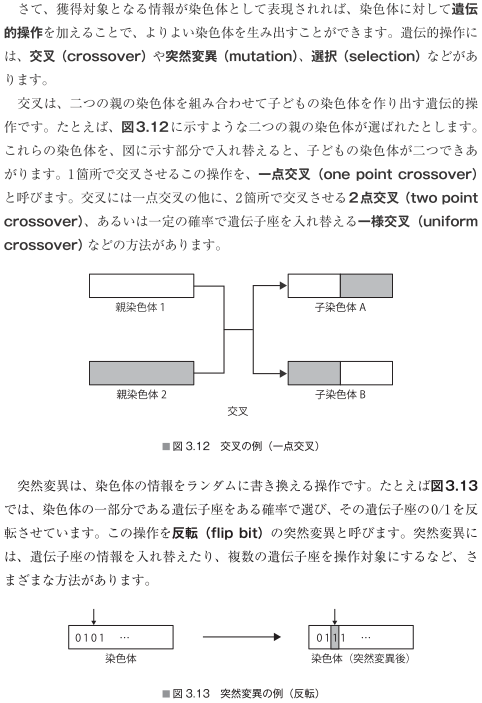 さて、獲得対象となる情報が染色体として表現されれば、染色体に対して遺伝
的操作を加えることで、よりよい染色体を生み出すことができます。遺伝的操作に
は、交叉（crossover）や突然変異（mutation）、選択（selection）などがあ
ります。
交叉は、二つの親の染色体を組み合わせて子どもの染色体を作り出す遺伝的操
作です。たとえば、図3.12に示すような二つの親の染色体が選ばれたとします。
これらの染色体を、図に示す部分で入れ替えると、子どもの染色体が二つできあ
がります。1箇所で交叉させるこの操作を、一点交叉（one point crossover）
と呼びます。交叉には一点交叉の他に、2箇所で交叉させる2点交叉（two point
crossover）、あるいは一定の確率で遺伝子座を入れ替える一様交叉（uniform
crossover）などの方法があります。
親染色体 1
子染色体 A
親染色体 2
子染色体 B
交叉
■図 3.12 交叉の例（一点交叉）
突然変異は、染色体の情報をランダムに書き換える操作です。たとえば図3.13
では、染色体の一部分である遺伝子座をある確率で選び、その遺伝子座の0/1を反
転させています。この操作を反転（flip bit）の突然変異と呼びます。突然変異に
は、遺伝子座の情報を入れ替えたり、複数の遺伝子座を操作対象にするなど、さ
まざまな方法があります。
0101 …
0111 …
染色体
染色体（突然変異後）
■図 3.13 突然変異の例（反転）